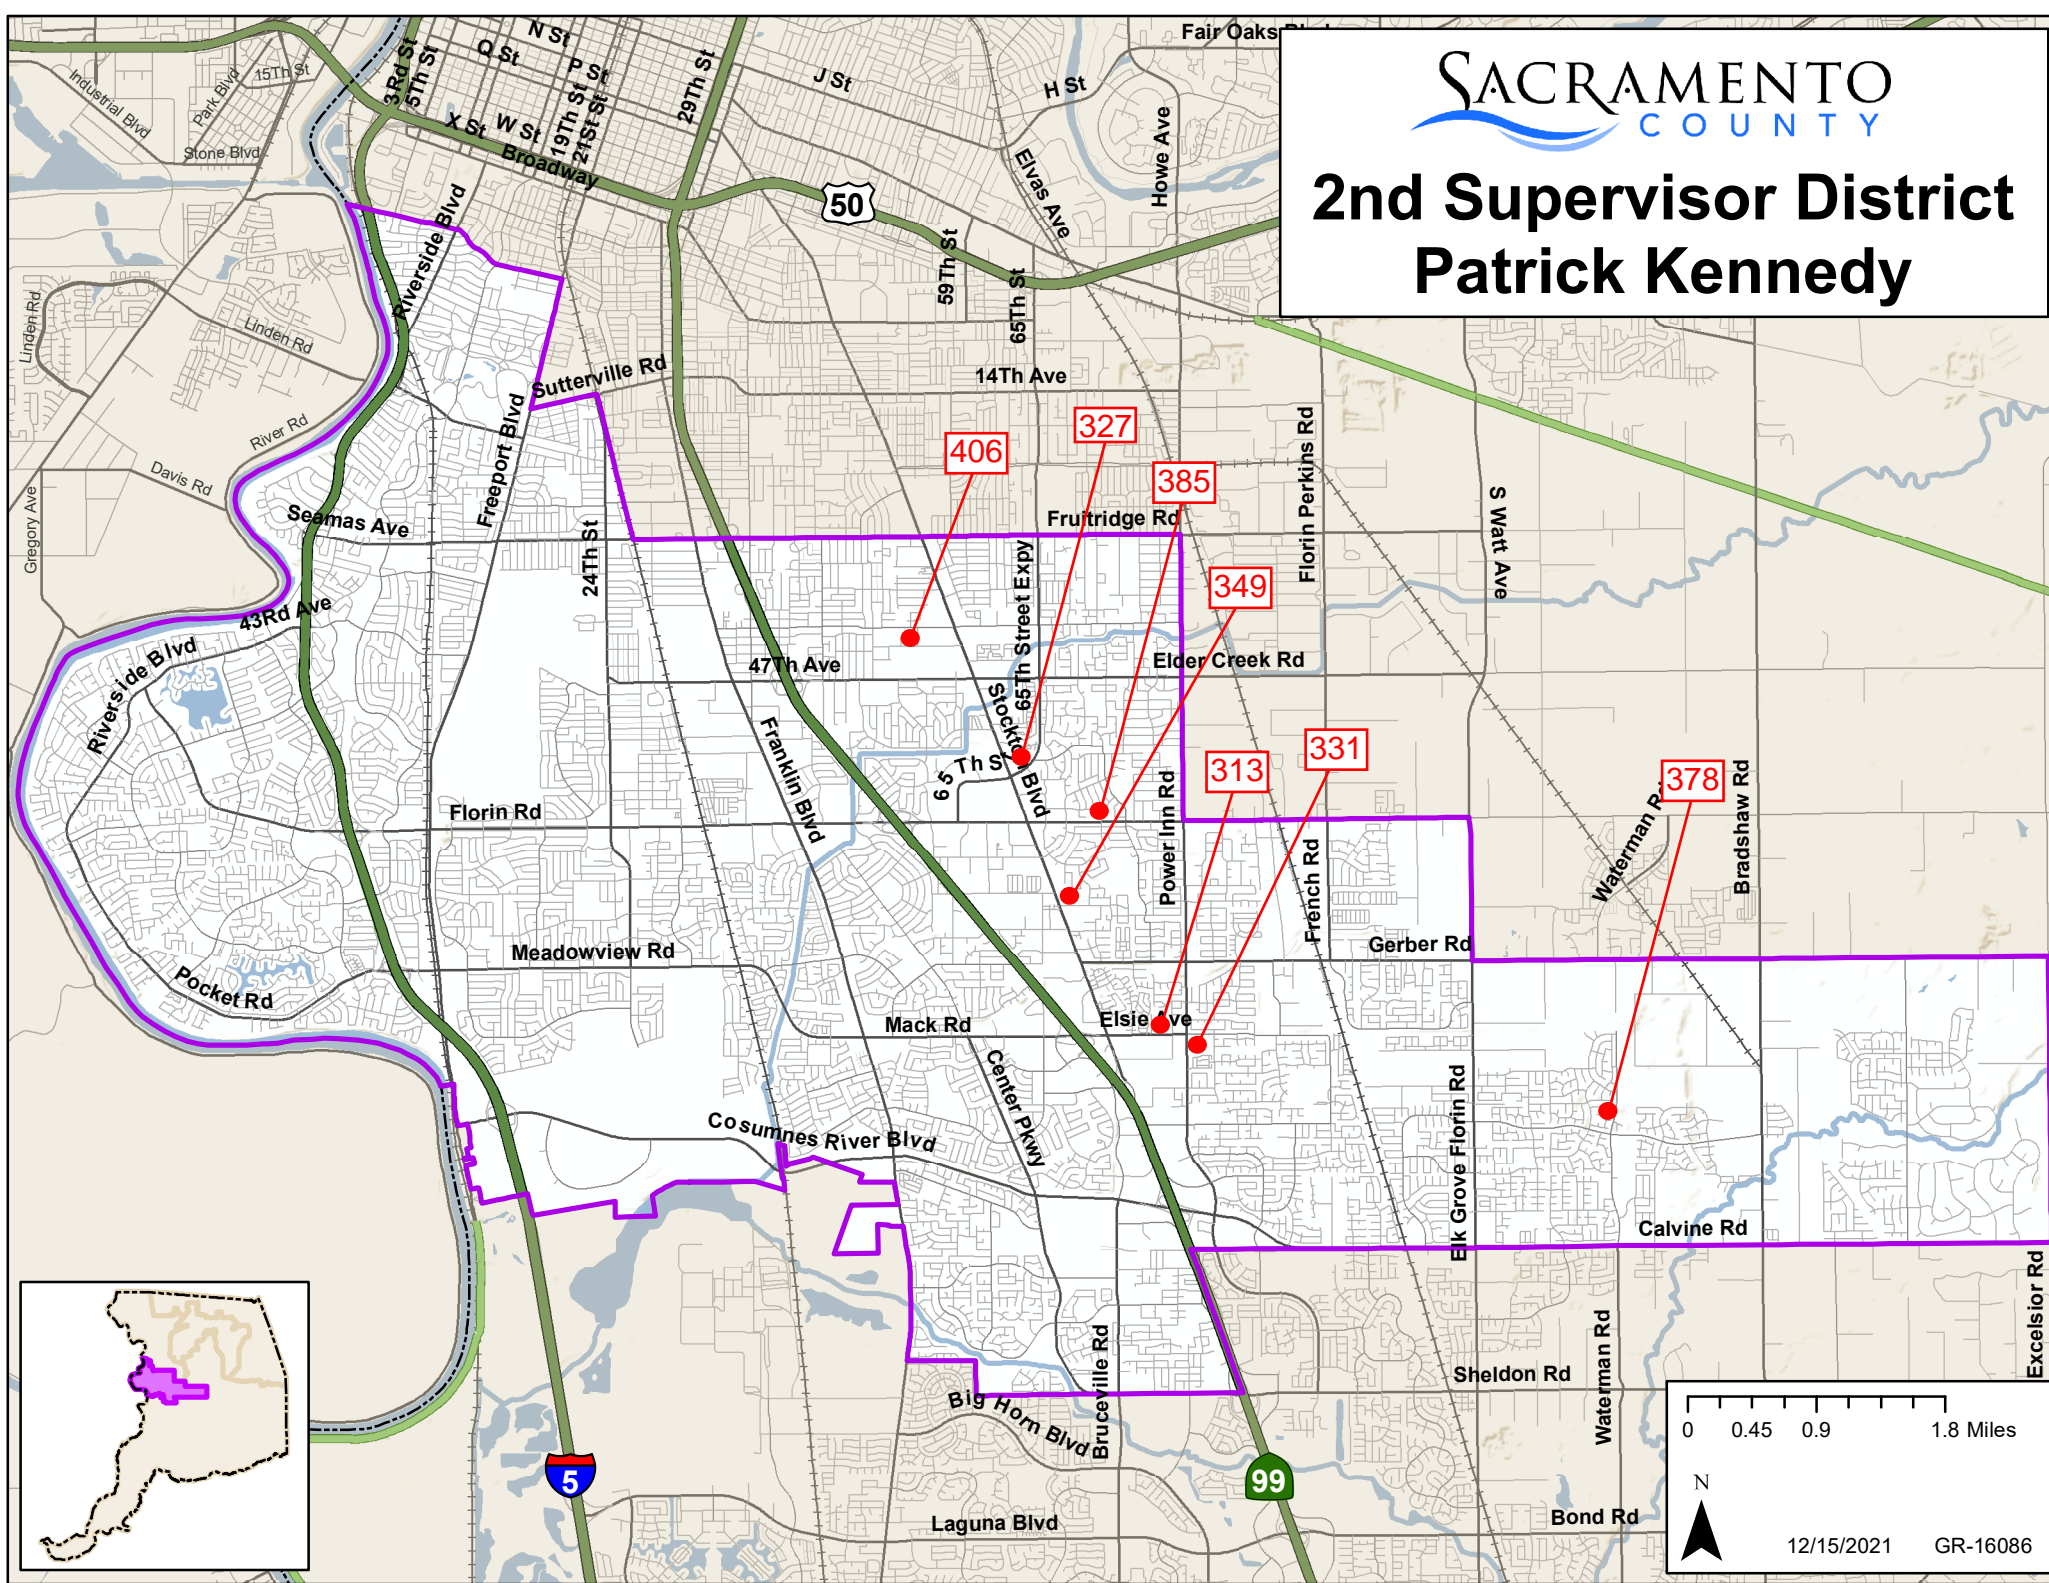 SACRAMENTO
COUNTY
2nd Supervisor District
Patrick Kennedy
Fair Oaks
N St
Q St
P St
3Rd St
5Th St
15Th St
Park Blvd
Industrial Blvd
Stone Blvd
X St
W St
19Th St
21St St
29Th St
Broadway
J St
H St
Howe Ave
Elvas Ave
50
59Th St
65Th St
Riverside Blvd
Linden Rd
Linden Rd
Sutterville Rd
14Th Ave
River Rd
Davis Rd
Gregory Ave
Freeport Blvd
Seamas Ave
24Th St
406
327
385
Fruitridge Rd
Florin Perkins Rd
S Watt Ave
349
43Rd Ave
Riverside Blvd
47Th Ave
65Th Street Expy
Elder Creek Rd
Stockton Blvd
65Th St
Franklin Blvd
313
331
378
Waterman Rd
Bradshaw Rd
Florin Rd
Power Inn Rd
French Rd
Gerber Rd
Meadowview Rd
Pocket Rd
Mack Rd
Elsie Ave
Center Pkwy
Elk Grove Florin Rd
Cosumnes River Blvd
Calvine Rd
Excelsior Rd
Bruceville Rd
Waterman Rd
Sheldon Rd
Big Horn Blvd
5
99
Laguna Blvd
Bond Rd
0 0.45 0.9 1.8 Miles
N
12/15/2021 GR-16086